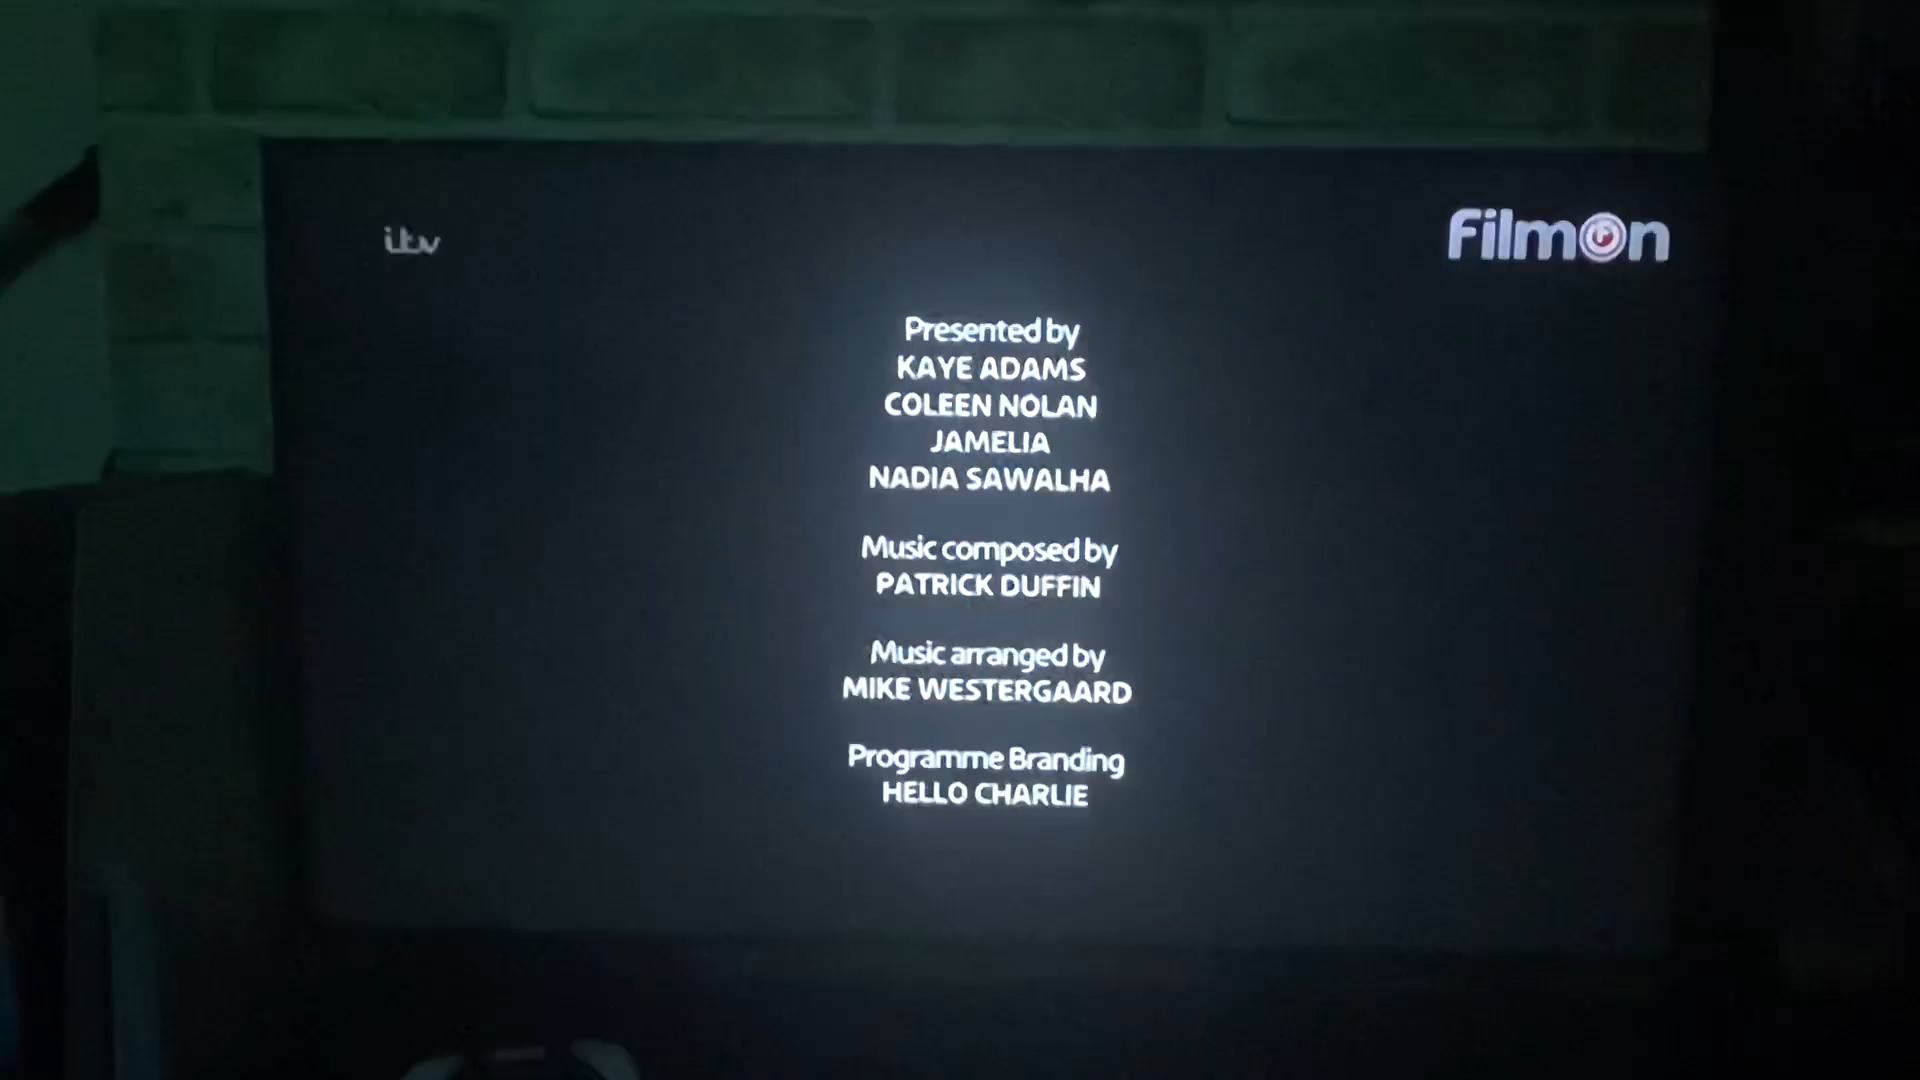 itv
FilmOn
Presented by
KAYE ADAMS
COLEEN NOLAN
JAMELIA
NADIA SAWALHA
Music composed by
PATRICK DUFFIN
Music arranged by
MIKE WESTERGAARD
Programme Branding
HELLO CHARLIE